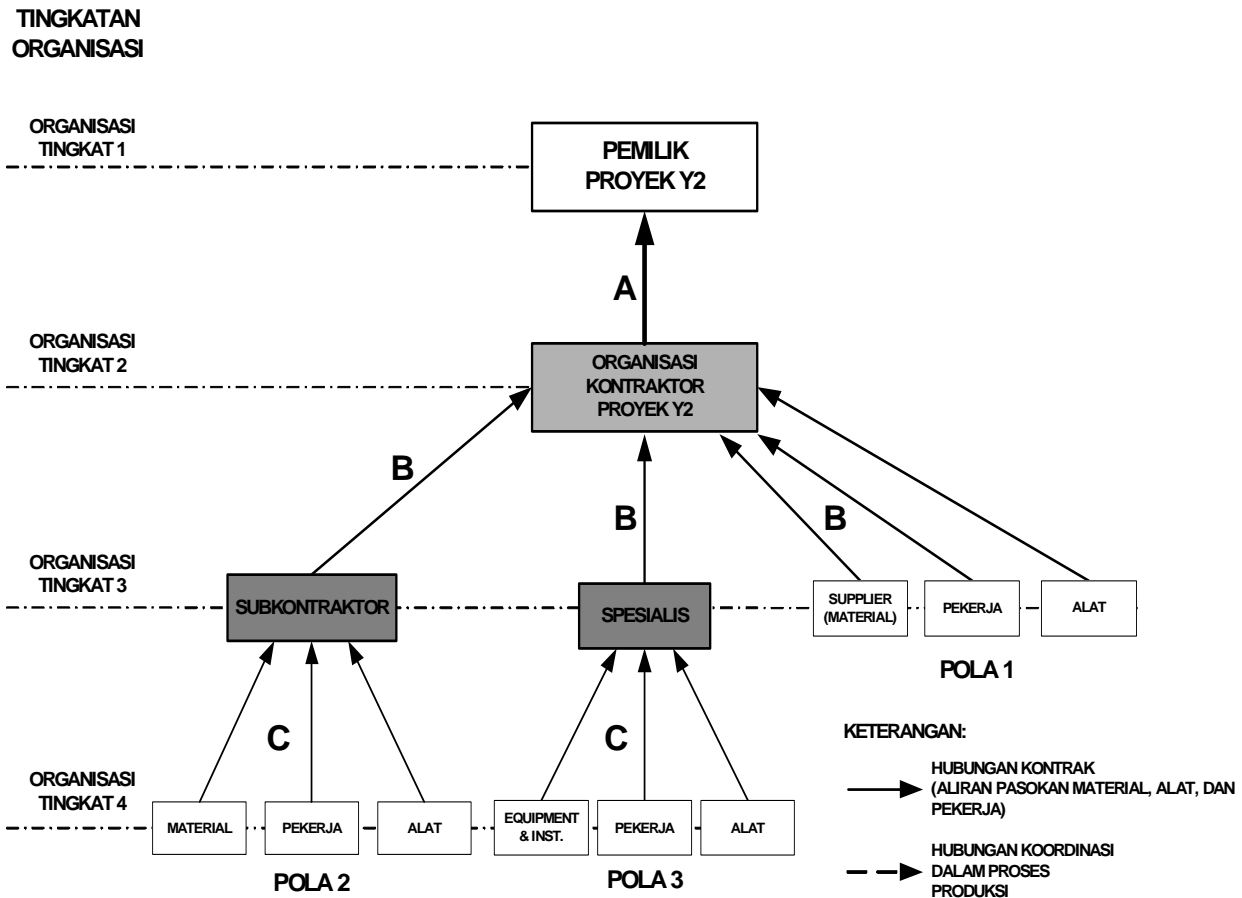 TINGKATAN
ORGANISASI
ORGANISASI
TINGKAT 1
PEMILIK
PROYEK Y2
A
ORGANISASI
TINGKAT 2
ORGANISASI
KONTRAKTOR
PROYEK Y2
B
B
B
ORGANISASI
TINGKAT 3
SUBKONTRAKTOR
SPESIALIS
SUPPLIER
(MATERIAL)
PEKERJA
ALAT
POLA 1
C
C
ORGANISASI
TINGKAT 4
MATERIAL
PEKERJA
ALAT
EQUIPMENT
& INST.
PEKERJA
ALAT
POLA 2
POLA 3
KETERANGAN:
HUBUNGAN KONTRAK
(ALIRAN PASOKAN MATERIAL, ALAT, DAN
PEKERJA)
HUBUNGAN KOORDINASI
DALAM PROSES
PRODUKSI